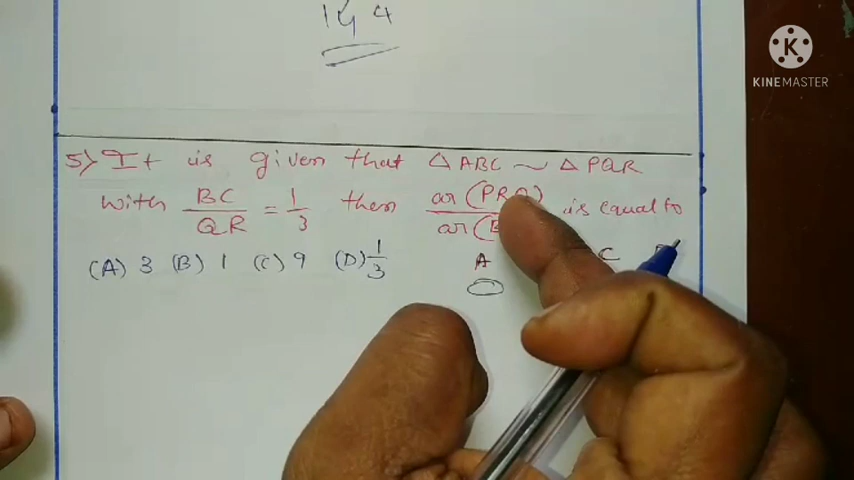 184
5) It is given that △ABC ~ △PQR
with BC/QR = 1/3 then ar(PRQ)/ar(B is equal to
(A) 3 (B) 1 (C) 9 (D) 1/3 A C
K
KINEMASTER